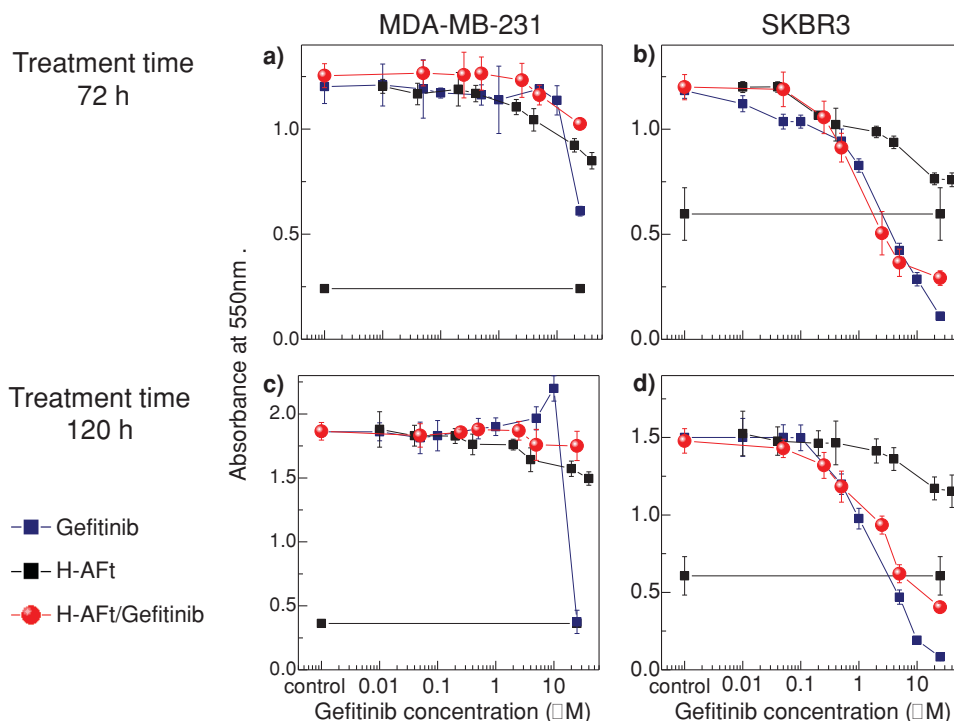 MDA-MB-231
SKBR3
Treatment time
72 h
a)
b)
1.0
0.5
0.0
1.0
0.5
0.0
Absorbance at 550nm .
Treatment time
120 h
c)
d)
2.0
1.5
1.0
0.5
0.0
2.0
1.5
1.0
0.5
0.0
Gefitinib
H-AFt
H-AFt/Gefitinib
control 0.01 0.1 1 10
control 0.01 0.1 1 10
Gefitinib concentration (□M)
Gefitinib concentration (□M)